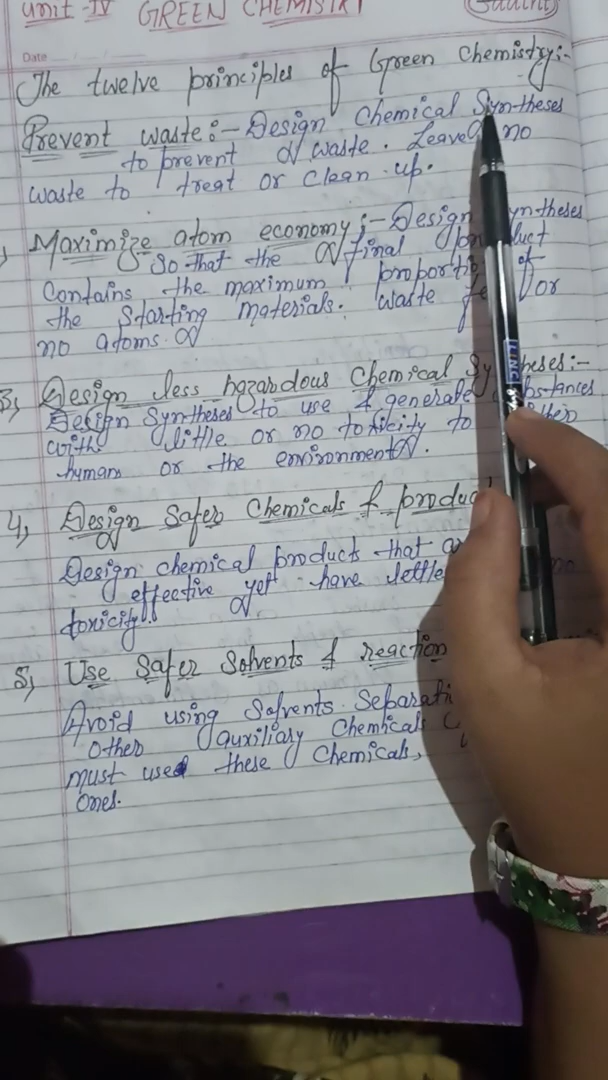 Unit - IV GREEN CHEMISTRY
Date
The twelve principles of Green Chemistry:-
Prevent waste:- Design Chemical Syntheses
to prevent waste. Leave no
waste to treat or clean up.
Maximize atom economy;- Design Syntheses
So that the final product
Contains the maximum proportion of
the Starting materials. Waste few or
no atoms.
3, Design less hazardous Chemical Syntheses:-
Design Syntheses to use & generate Substances
with little or no toxicity to either
humans or the environment.
4, Design Safer Chemicals & product
Design chemical product that are
effective yet have lettle
toxicity.
5, Use Safer Solvents & reaction
Avoid using Solvents Separati
Other auxiliary Chemicals
must used these Chemicals,
Ones.
LINC